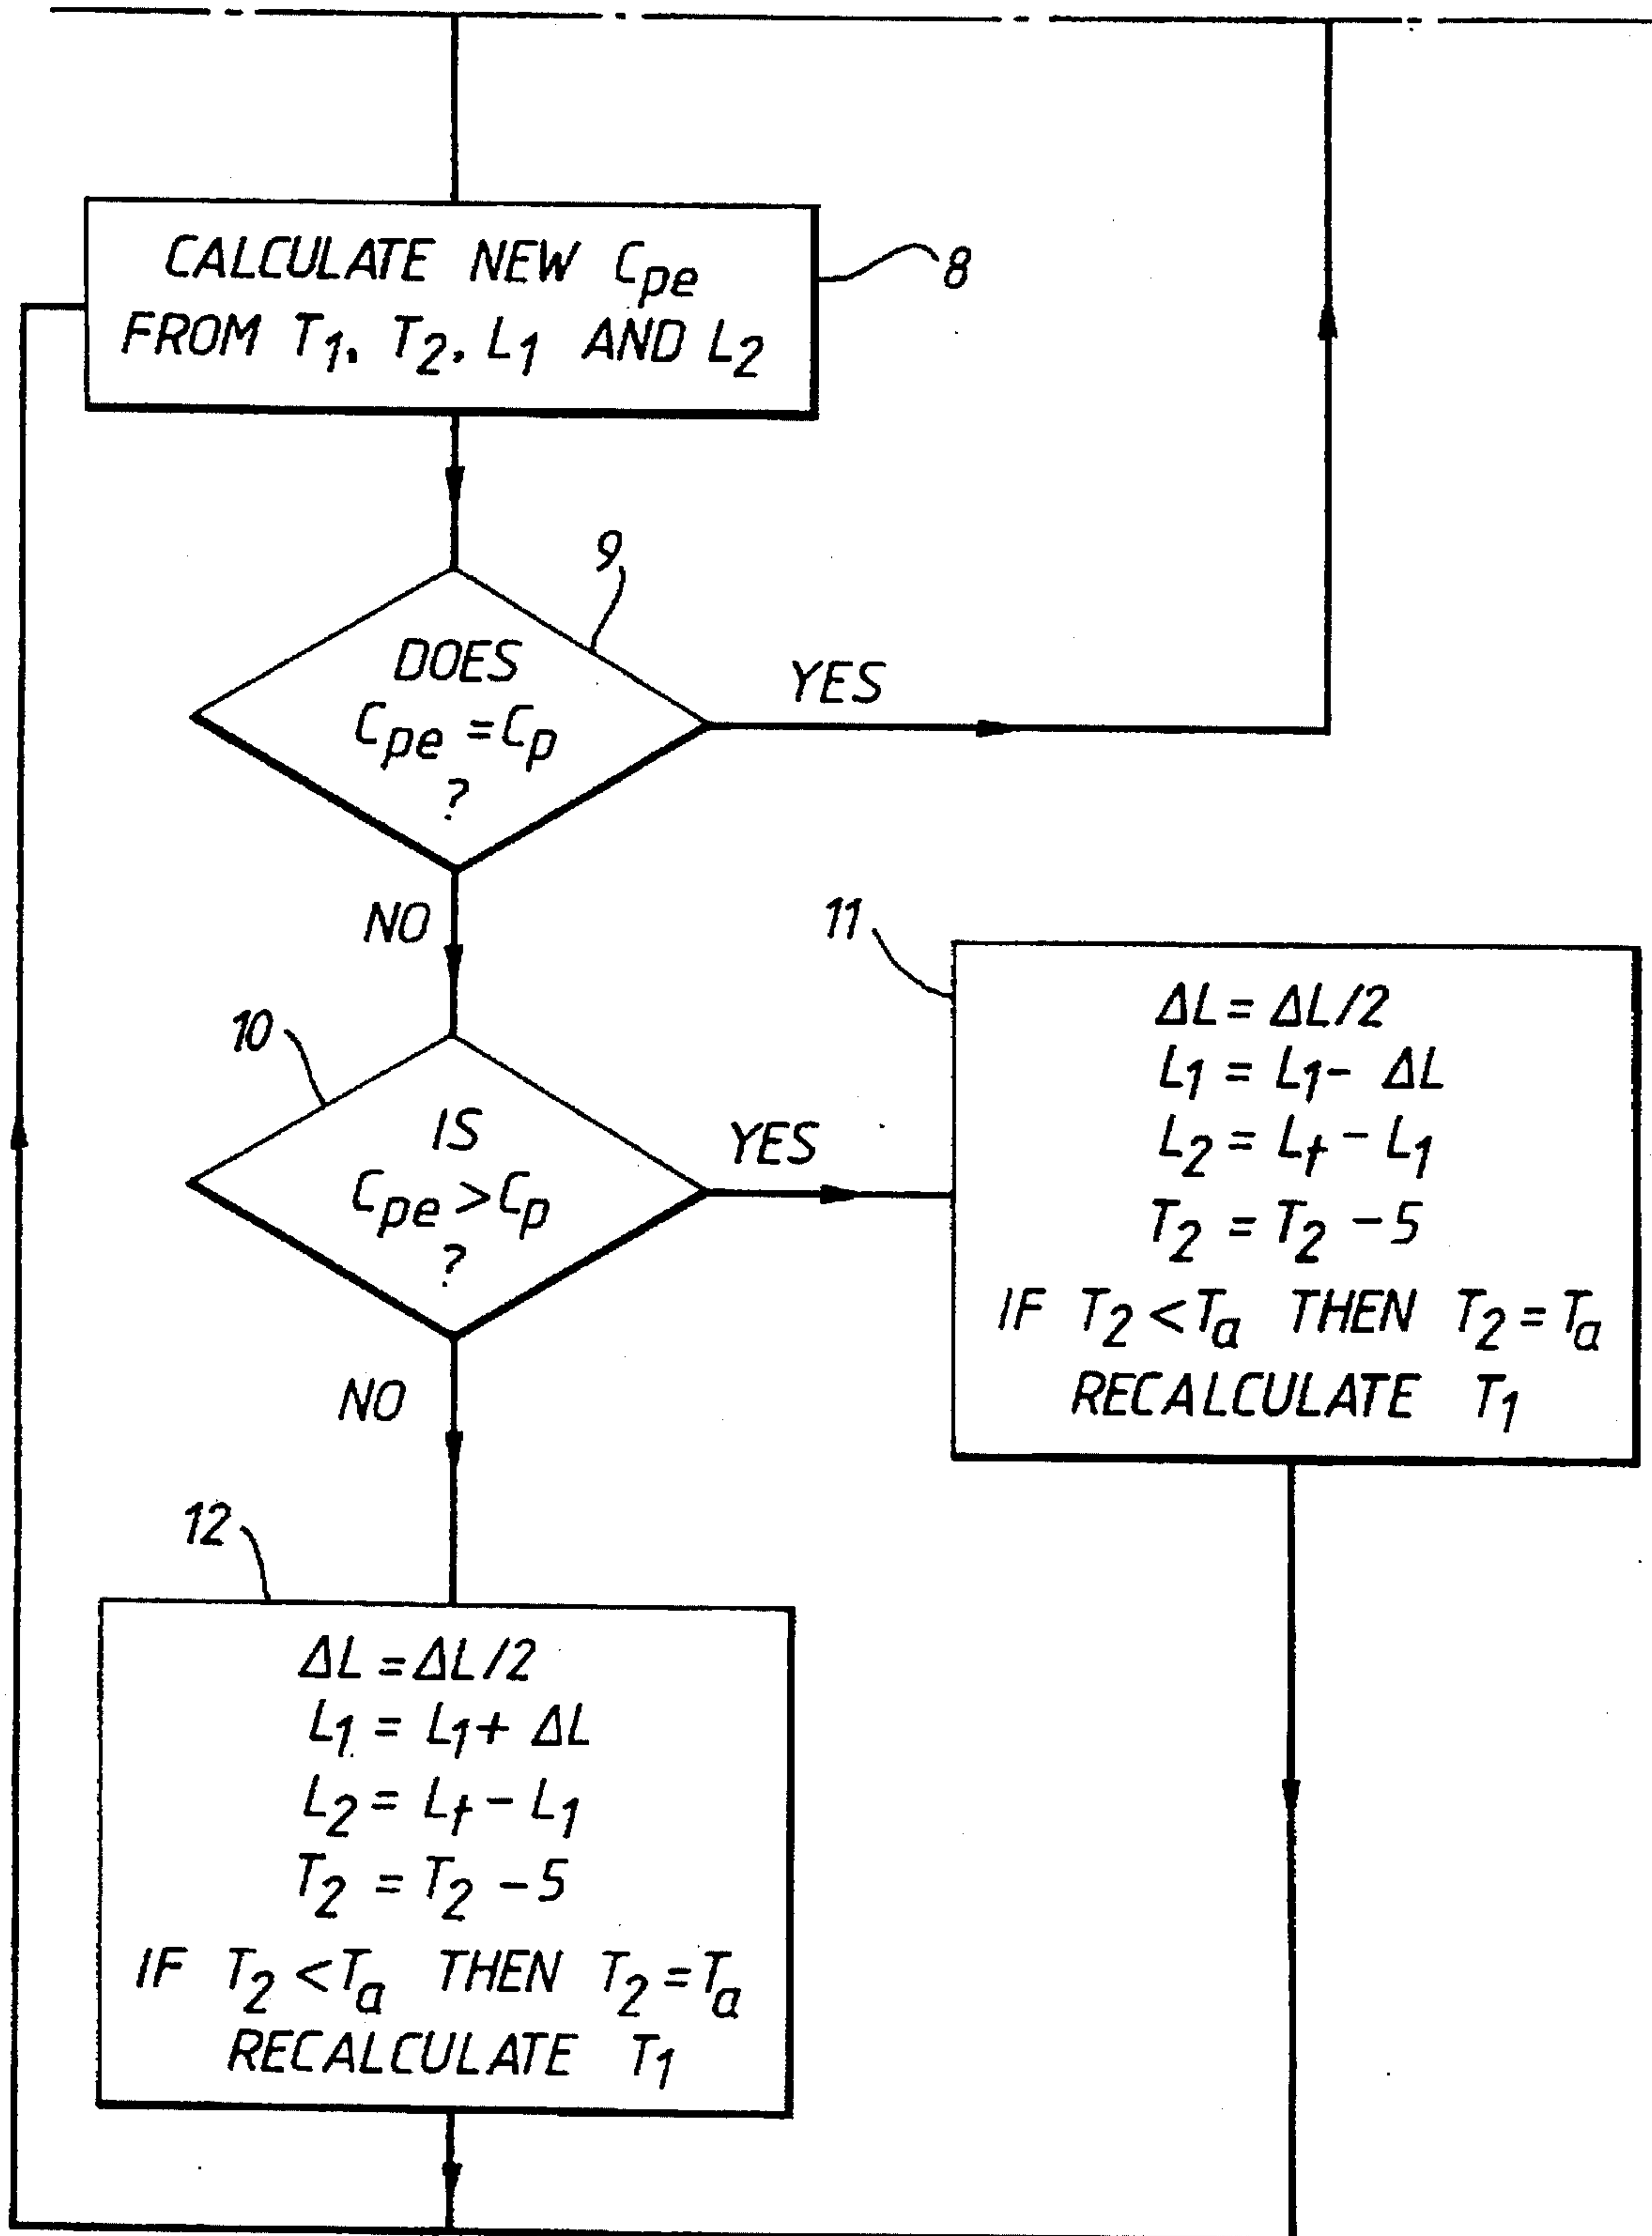 CALCULATE NEW Cpe
FROM T1, T2, L1 AND L2
8
9
DOES
Cpe = Cp
?
YES
NO
10
IS
Cpe > Cp
?
YES
NO
11
ΔL = ΔL/2
L1 = L1 - ΔL
L2 = Lt - L1
T2 = T2 - 5
IF T2 < Ta THEN T2 = Ta
RECALCULATE T1
12
ΔL = ΔL/2
L1 = L1 + ΔL
L2 = Lt - L1
T2 = T2 - 5
IF T2 < Ta THEN T2 = Ta
RECALCULATE T1